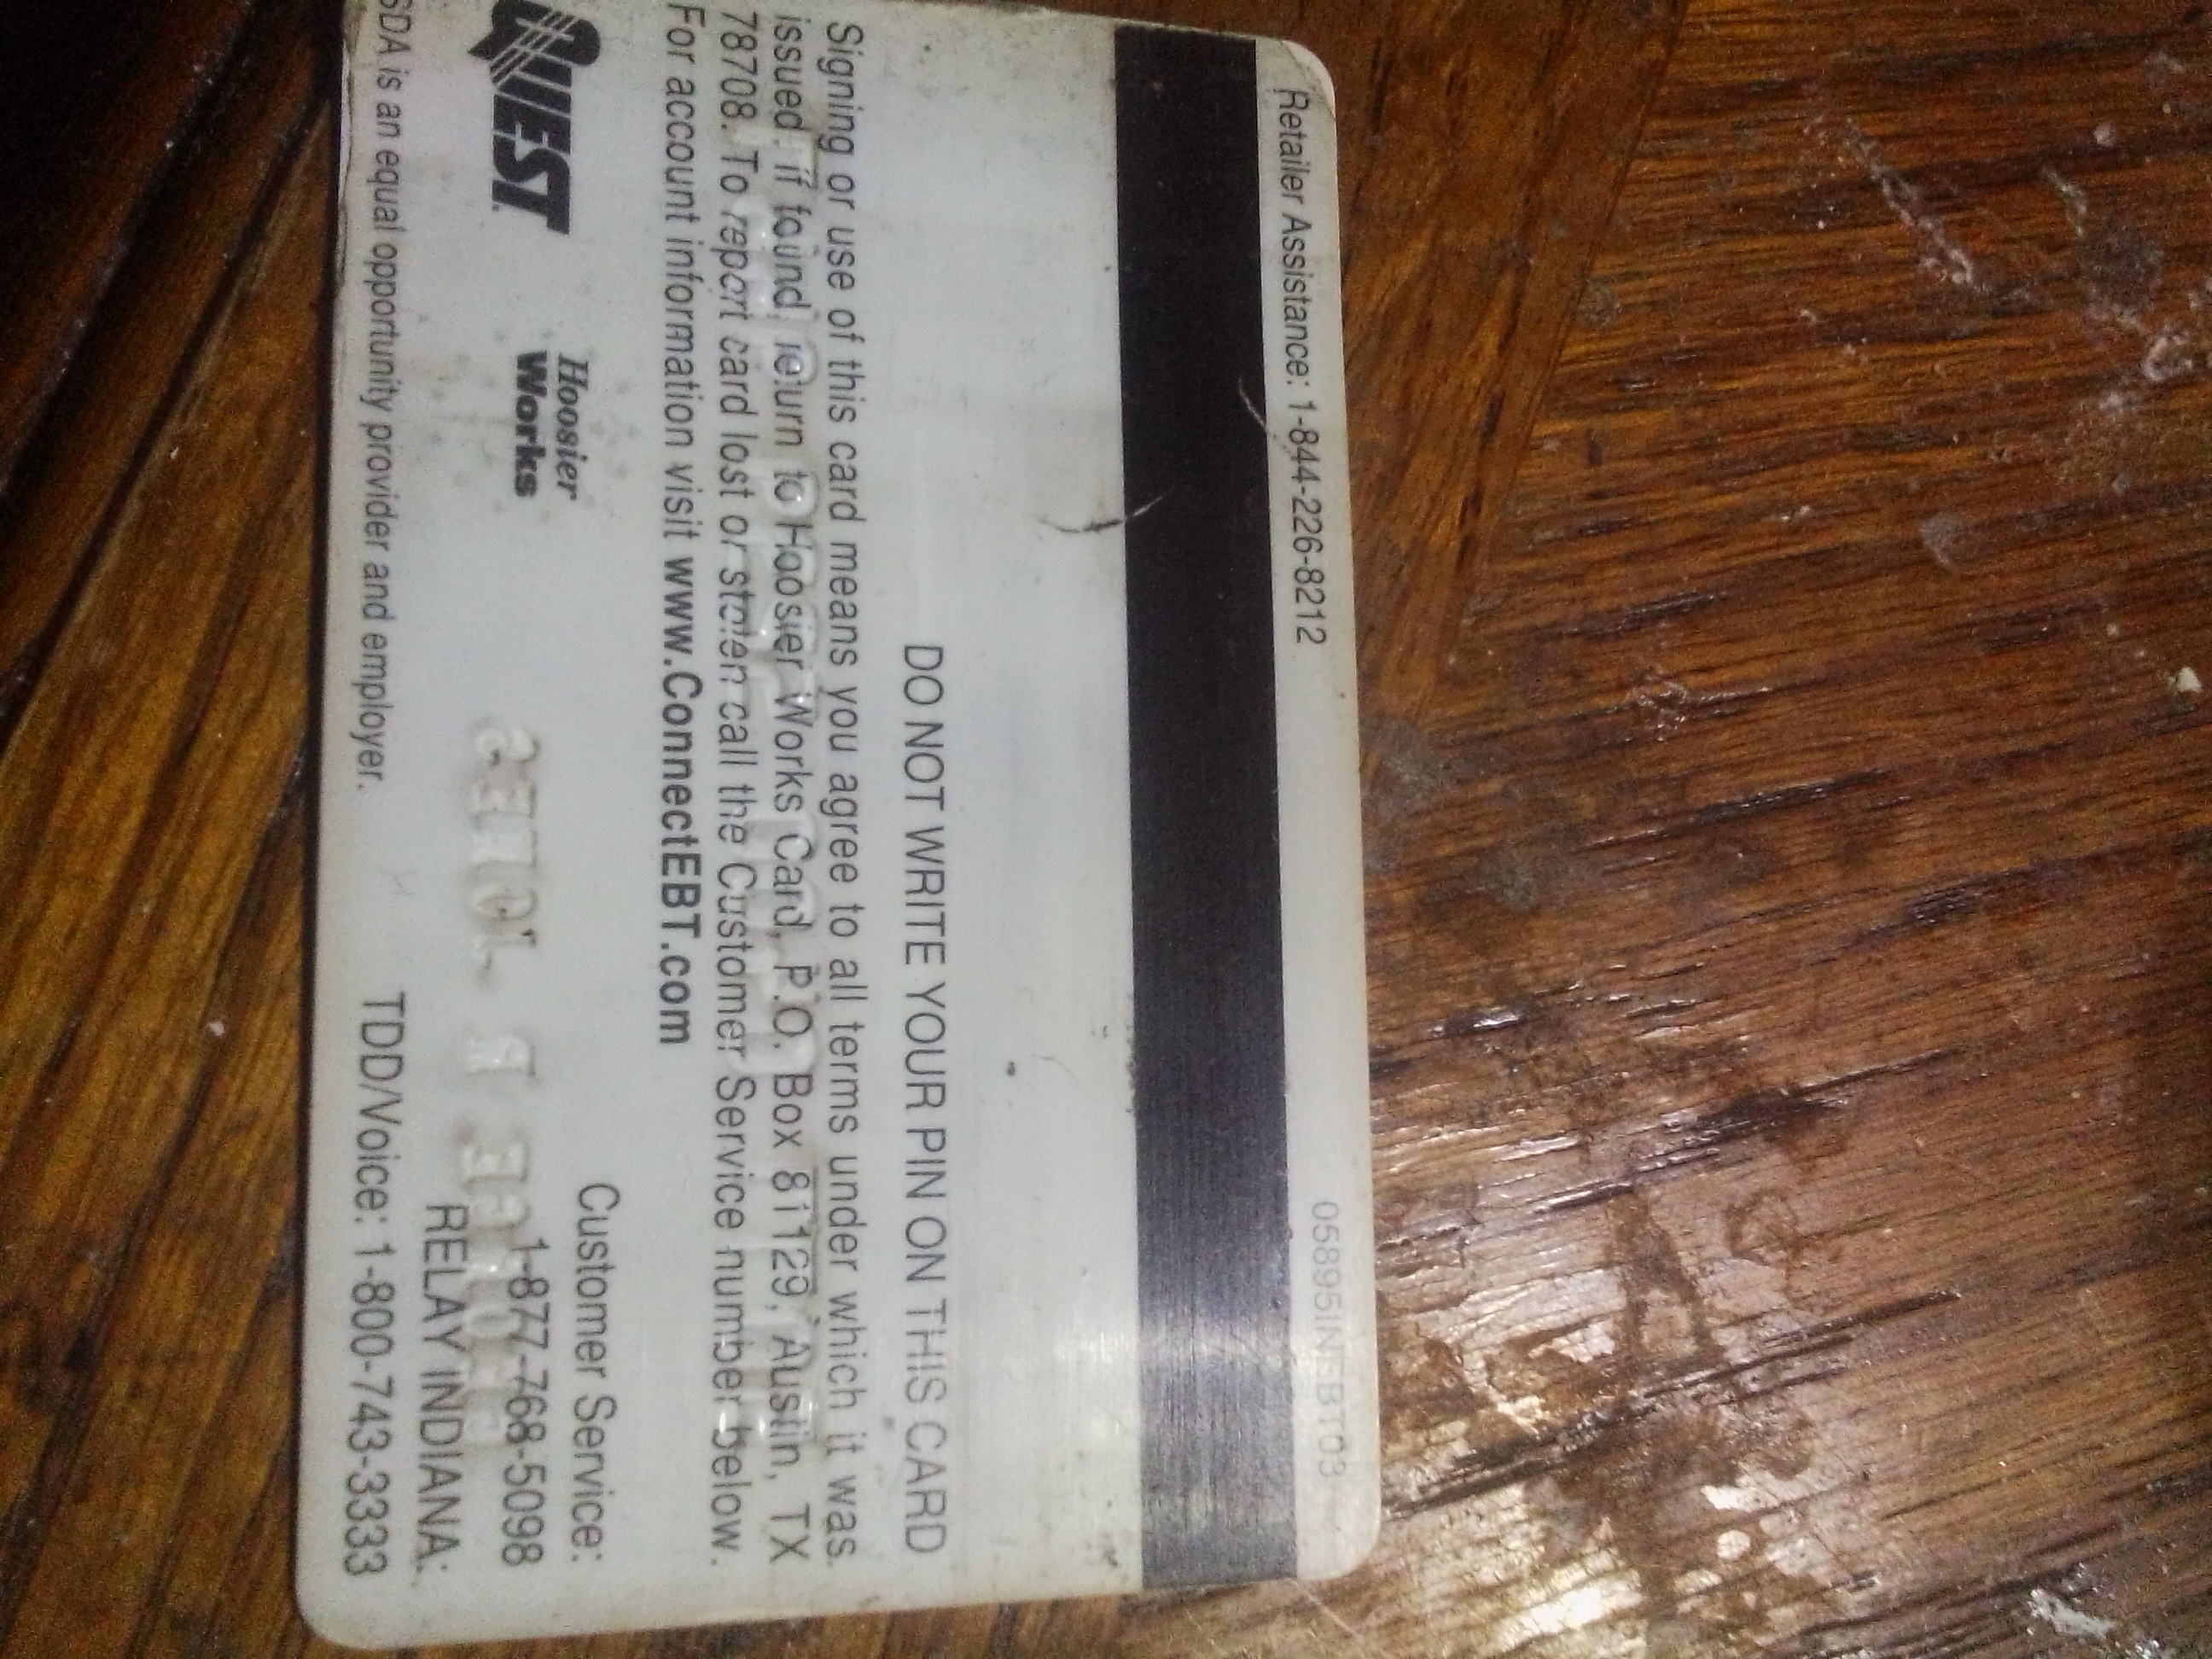 Retailer Assistance: 1-844-226-8212
05895INEBT03
DO NOT WRITE YOUR PIN ON THIS CARD
Signing or use of this card means you agree to all terms under which it was
issued. if found, return to Hoosier Works Card, P.O. Box 81129, Austin, TX
78708. To report card lost or stolen call the Customer Service number below.
For account information visit www.ConnectEBT.com
QUEST
Hoosier
Works
Customer Service:
1-877-768-5098
RELAY INDIANA:
TDD/Voice: 1-800-743-3333
SDA is an equal opportunity provider and employer.